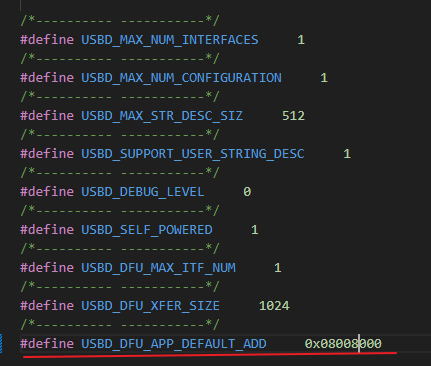 /*---------- -----------*/
#define USBD_MAX_NUM_INTERFACES     1
/*---------- -----------*/
#define USBD_MAX_NUM_CONFIGURATION     1
/*---------- -----------*/
#define USBD_MAX_STR_DESC_SIZ     512
/*---------- -----------*/
#define USBD_SUPPORT_USER_STRING_DESC     1
/*---------- -----------*/
#define USBD_DEBUG_LEVEL     0
/*---------- -----------*/
#define USBD_SELF_POWERED     1
/*---------- -----------*/
#define USBD_DFU_MAX_ITF_NUM     1
/*---------- -----------*/
#define USBD_DFU_XFER_SIZE     1024
/*---------- -----------*/
#define USBD_DFU_APP_DEFAULT_ADD     0x08008000